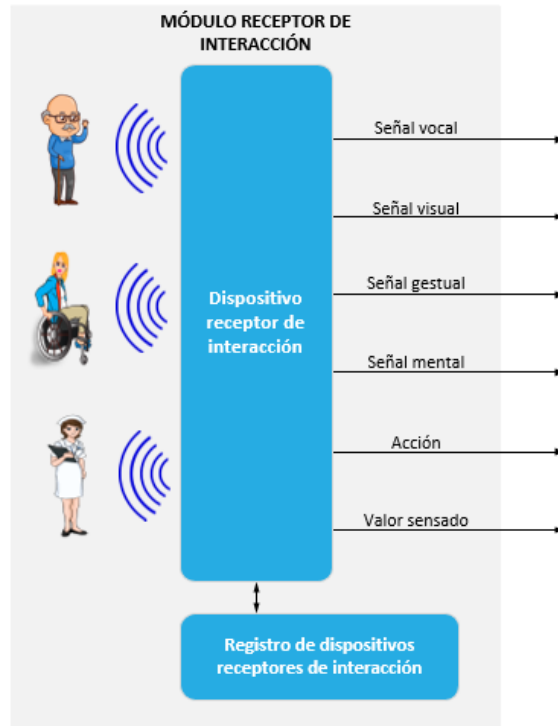 MÓDULO RECEPTOR DE
INTERACCIÓN
Señal vocal
Señal visual
Señal gestual
Dispositivo
receptor de
interacción
Señal mental
Acción
Valor sensado
Registro de dispositivos
receptores de interacción